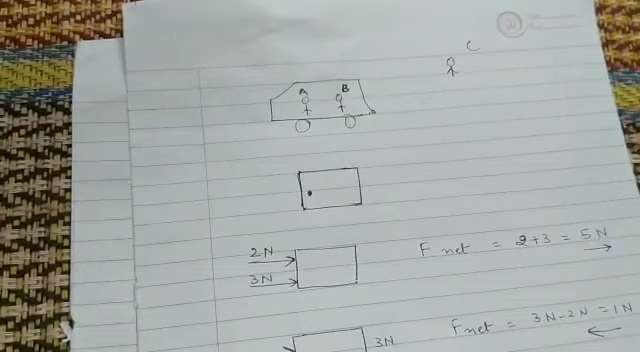 C
A B
2N
3N
F net = 2+3 = 5N
3N
Fnet = 3N-2N = 1N